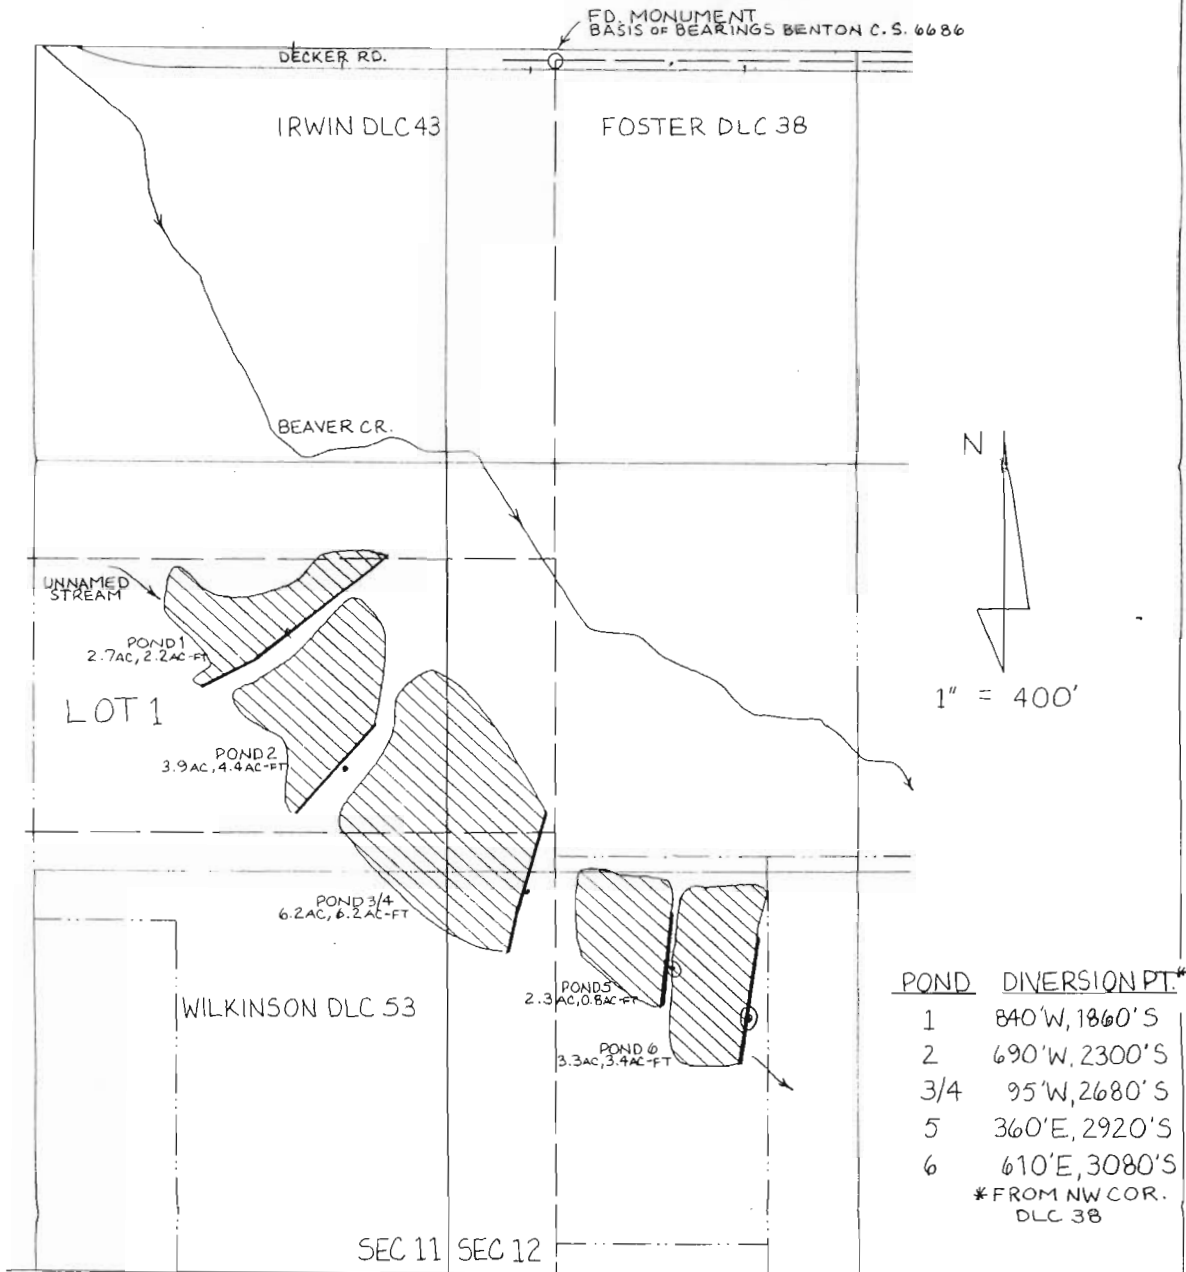 FD. MONUMENT
BASIS OF BEARINGS BENTON C.S. 6686
DECKER RD.
IRWIN DLC 43
FOSTER DLC 38
BEAVER CR.
N
UNNAMED
STREAM
POND 1
2.7AC, 2.2AC-FT
LOT 1
1" = 400'
POND 2
3.9AC, 4.4AC-FT
POND 3/4
6.2AC, 6.2AC-FT
POND 5
2.3AC, 0.8AC-FT
WILKINSON DLC 53
POND 6
3.3AC, 3.4AC-FT
POND DIVERSION PT.*
1 840'W, 1860'S
2 690'W, 2300'S
3/4 95'W, 2680'S
5 360'E, 2920'S
6 610'E, 3080'S
*FROM NW COR.
DLC 38
SEC 11 SEC 12